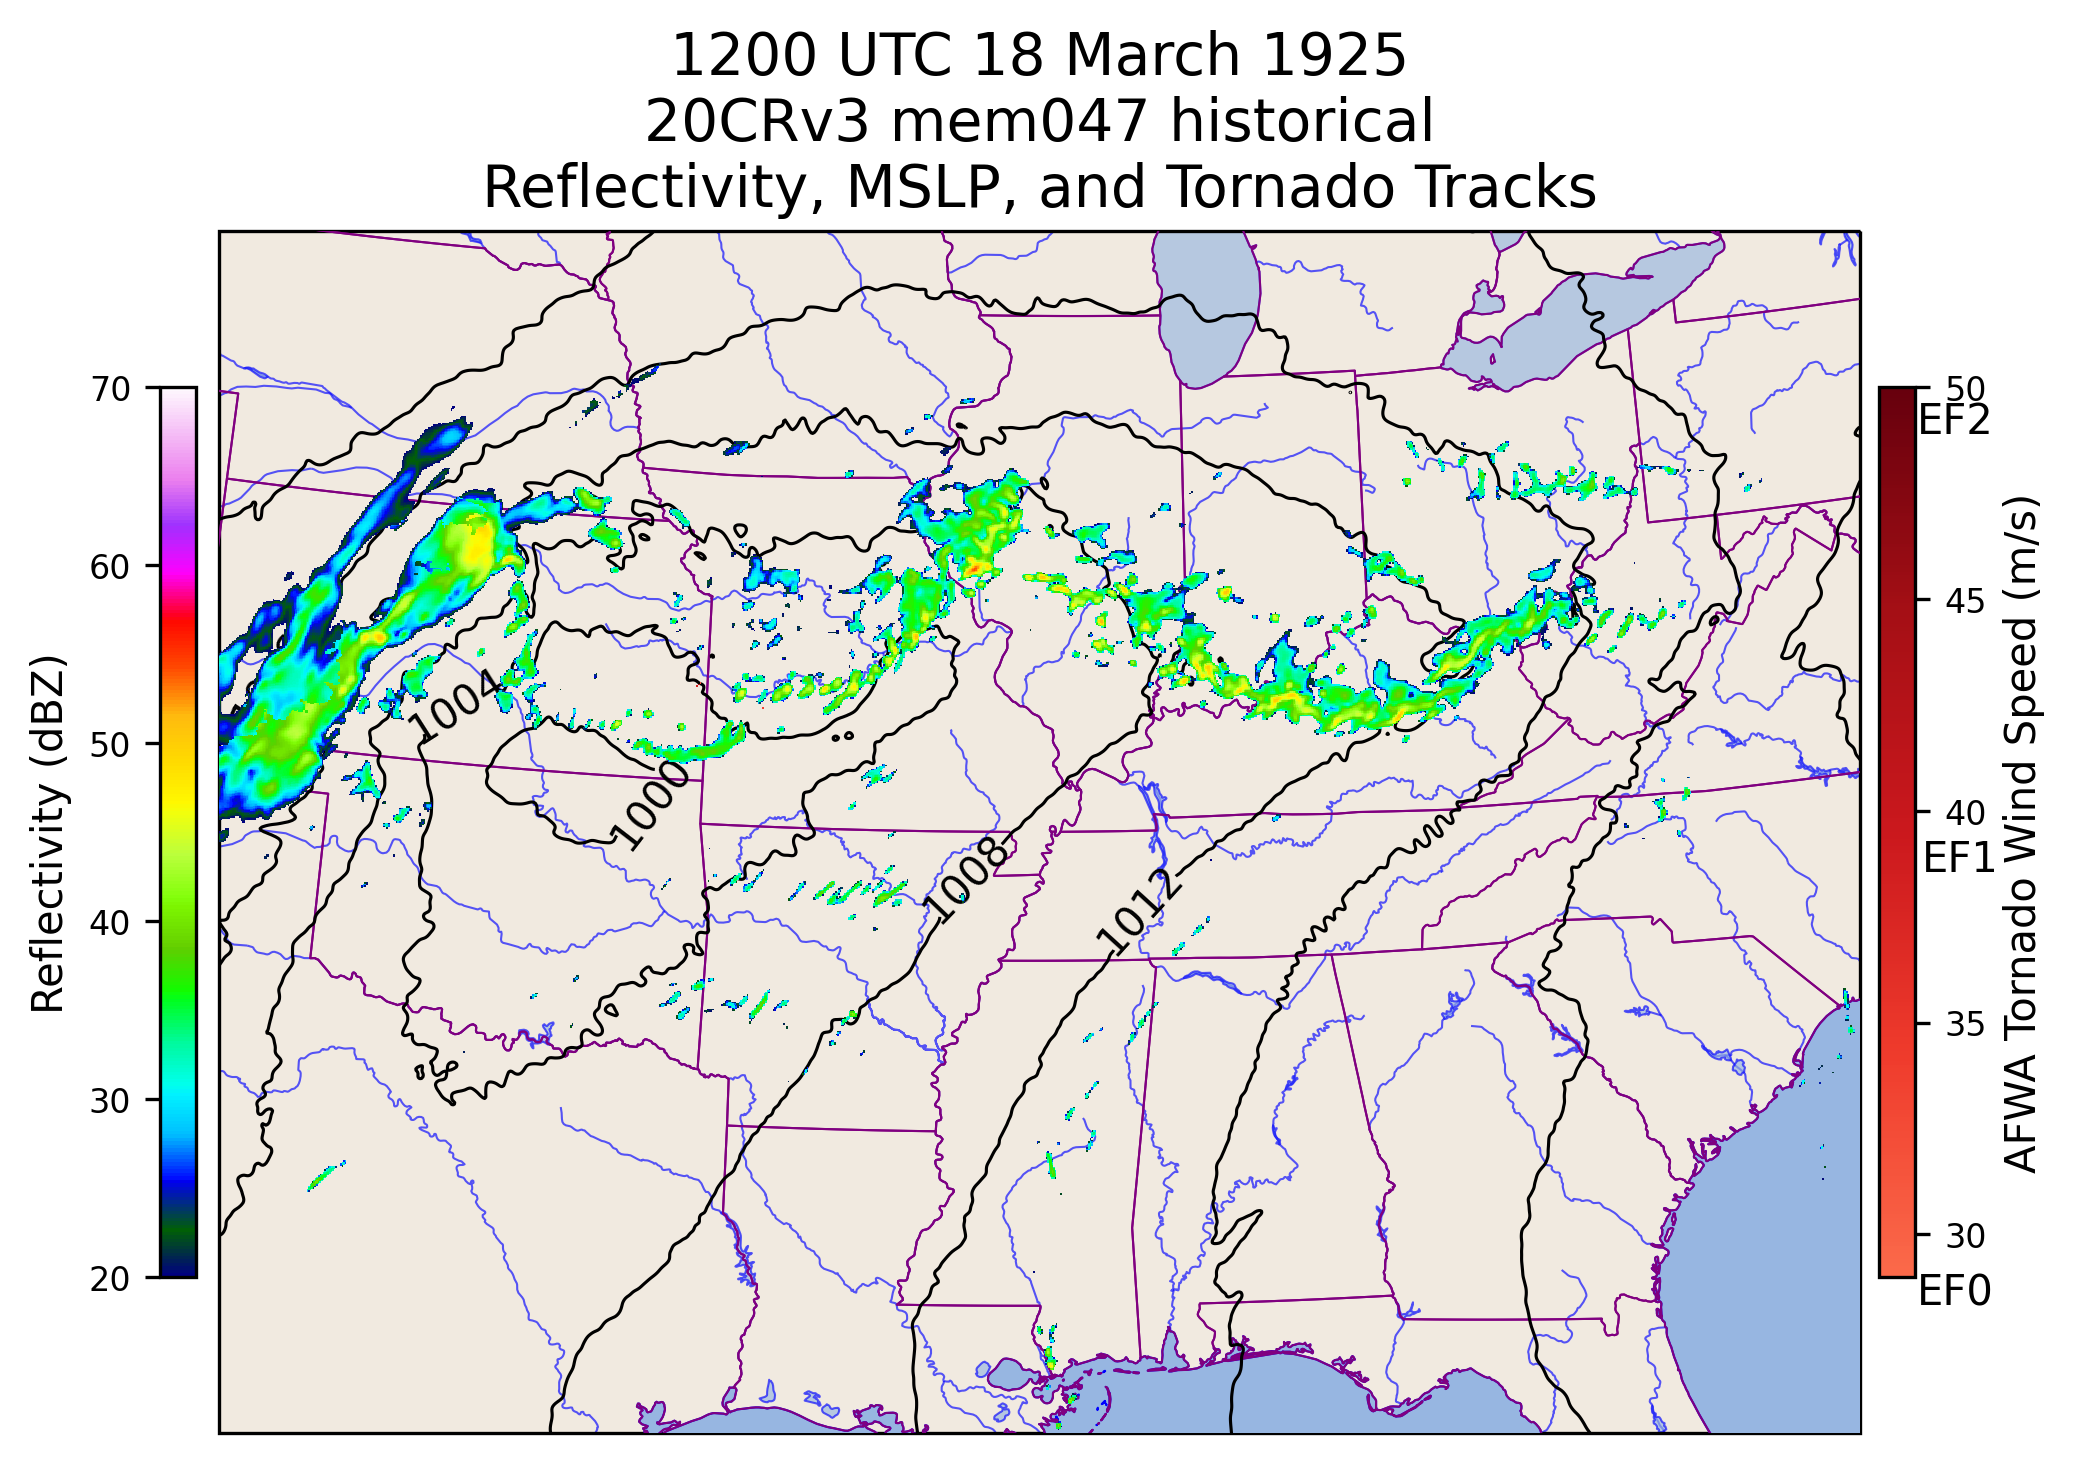 1200 UTC 18 March 1925
20CRv3 mem047 historical
Reflectivity, MSLP, and Tornado Tracks
Reflectivity (dBZ)
70
60
50
40
30
20
1004
1000
1008
1012
50
EF2
45
40
EF1
35
30
EF0
AFWA Tornado Wind Speed (m/s)